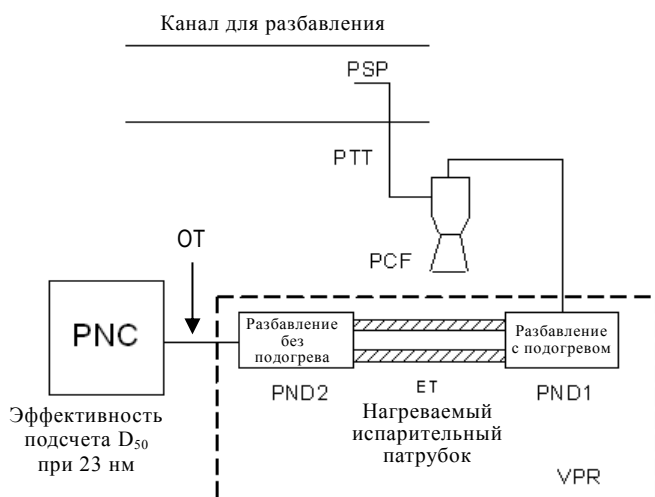 Канал для разбавления
PSP
PTT
PCF
OT
PNC
Разбавление
без
подогрева
Разбавление
с подогревом
PND2
ET
PND1
Нагреваемый
испарительный
патрубок
Эффективность
подсчета D₅₀
при 23 нм
VPR